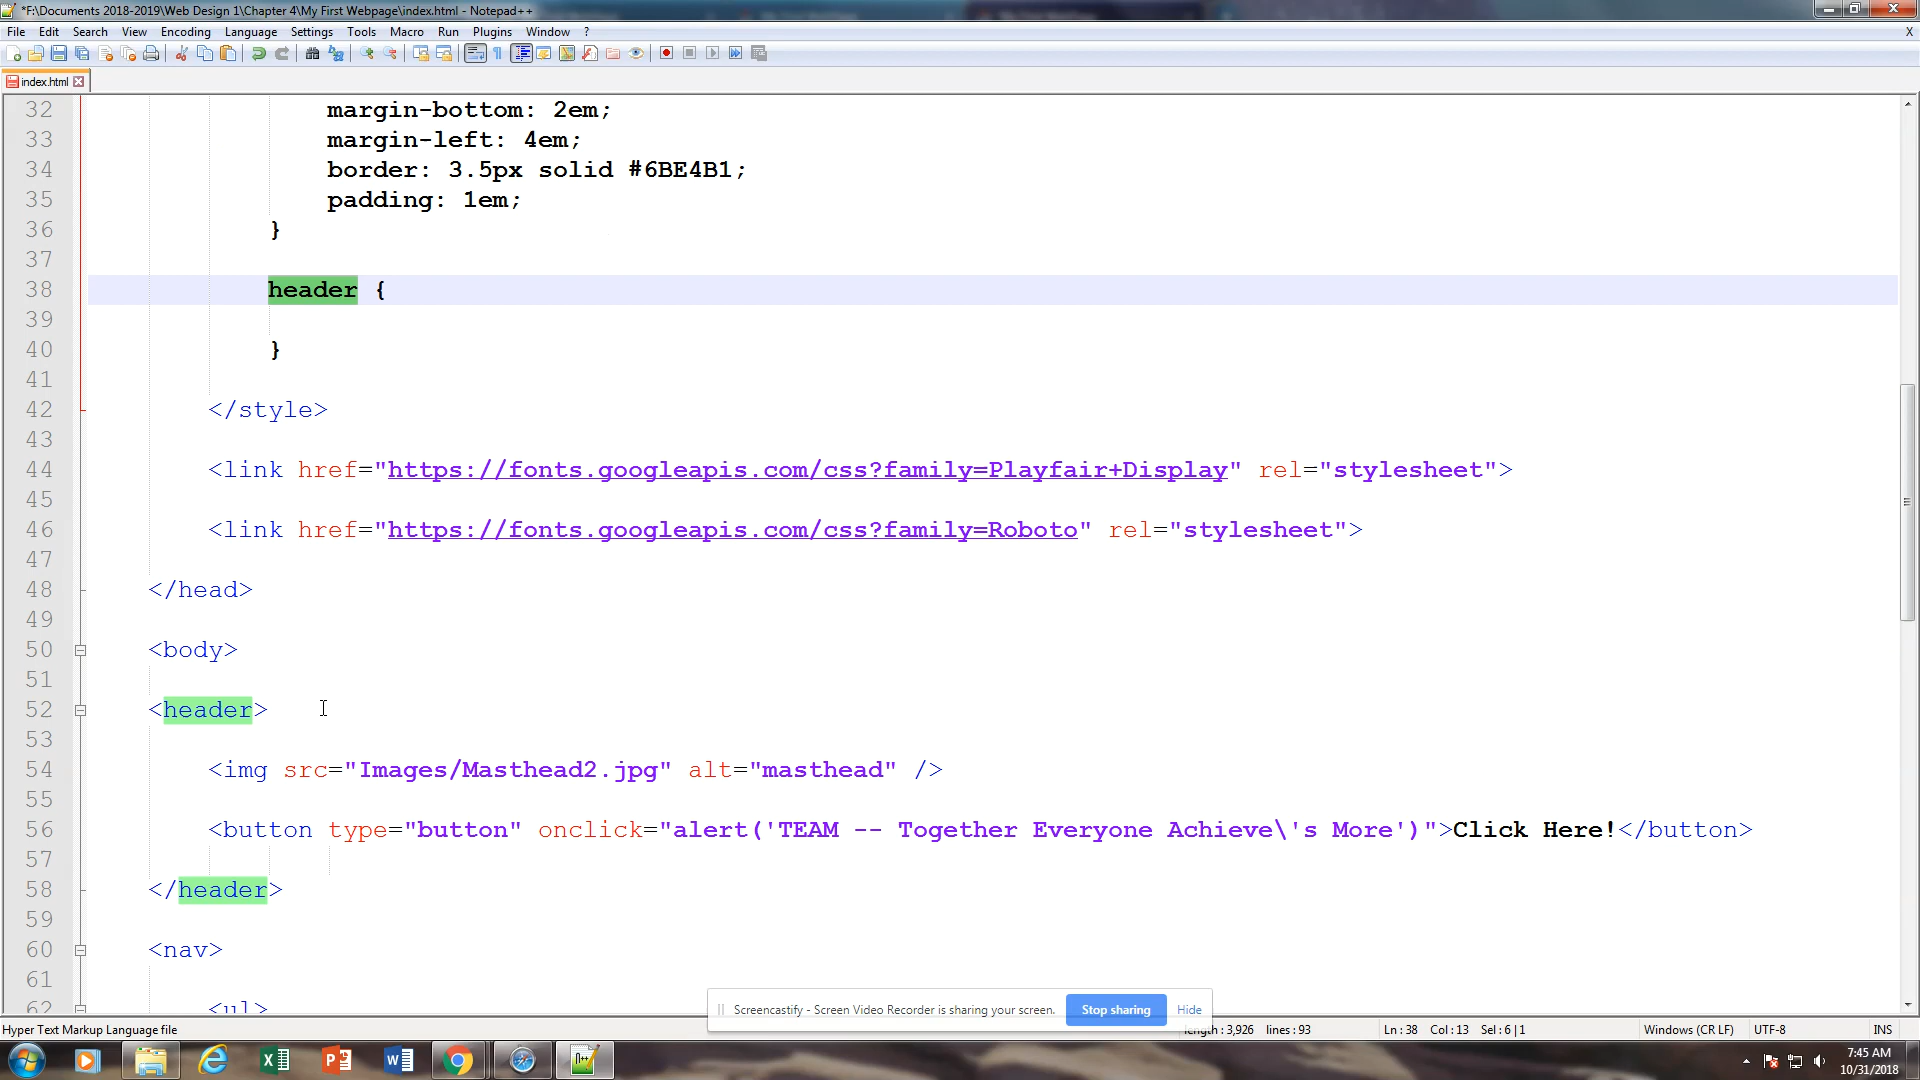 *F:\Documents 2018-2019\Web Design 1\Chapter 4\My First Webpage\index.html - Notepad++
File Edit Search View Encoding Language Settings Tools Macro Run Plugins Window ? X
index.html
32 margin-bottom: 2em;
33 margin-left: 4em;
34 border: 3.5px solid #6BE4B1;
35 padding: 1em;
36 }
37
38 header {
39
40 }
41
42 </style>
43
44 <link href="https://fonts.googleapis.com/css?family=Playfair+Display" rel="stylesheet">
45
46 <link href="https://fonts.googleapis.com/css?family=Roboto" rel="stylesheet">
47
48 </head>
49
50 <body>
51
52 <header>
53
54 <img src="Images/Masthead2.jpg" alt="masthead" />
55
56 <button type="button" onclick="alert('TEAM -- Together Everyone Achieve\'s More')">Click Here!</button>
57
58 </header>
59
60 <nav>
61
62 <ul>
Screencastify - Screen Video Recorder is sharing your screen. Stop sharing Hide
Hyper Text Markup Language file length : 3,926 lines : 93 Ln : 38 Col : 13 Sel : 6 | 1 Windows (CR LF) UTF-8 INS
7:45 AM
10/31/2018